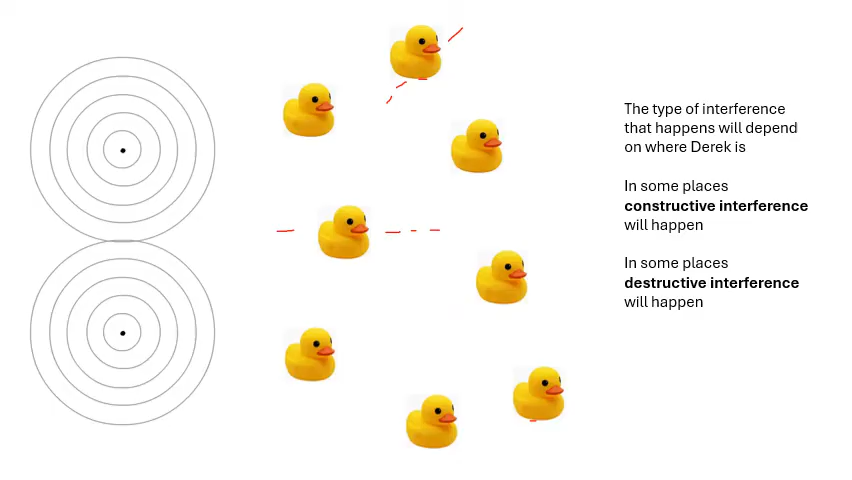 The type of interference
that happens will depend
on where Derek is
In some places
constructive interference
will happen
In some places
destructive interference
will happen